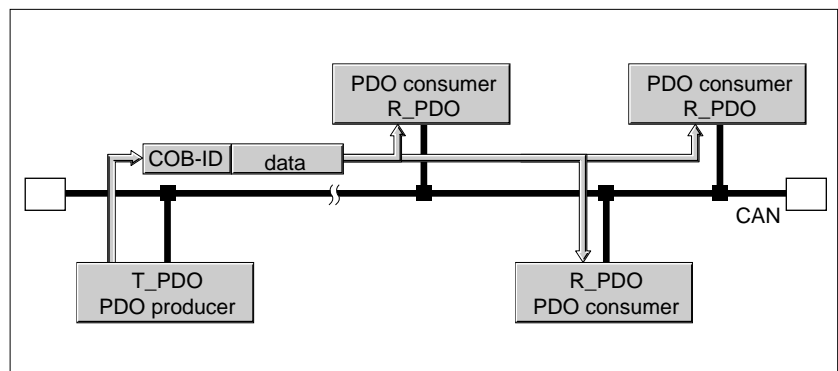 PDO consumer
R_PDO
PDO consumer
R_PDO
COB-ID data
CAN
T_PDO
PDO producer
R_PDO
PDO consumer